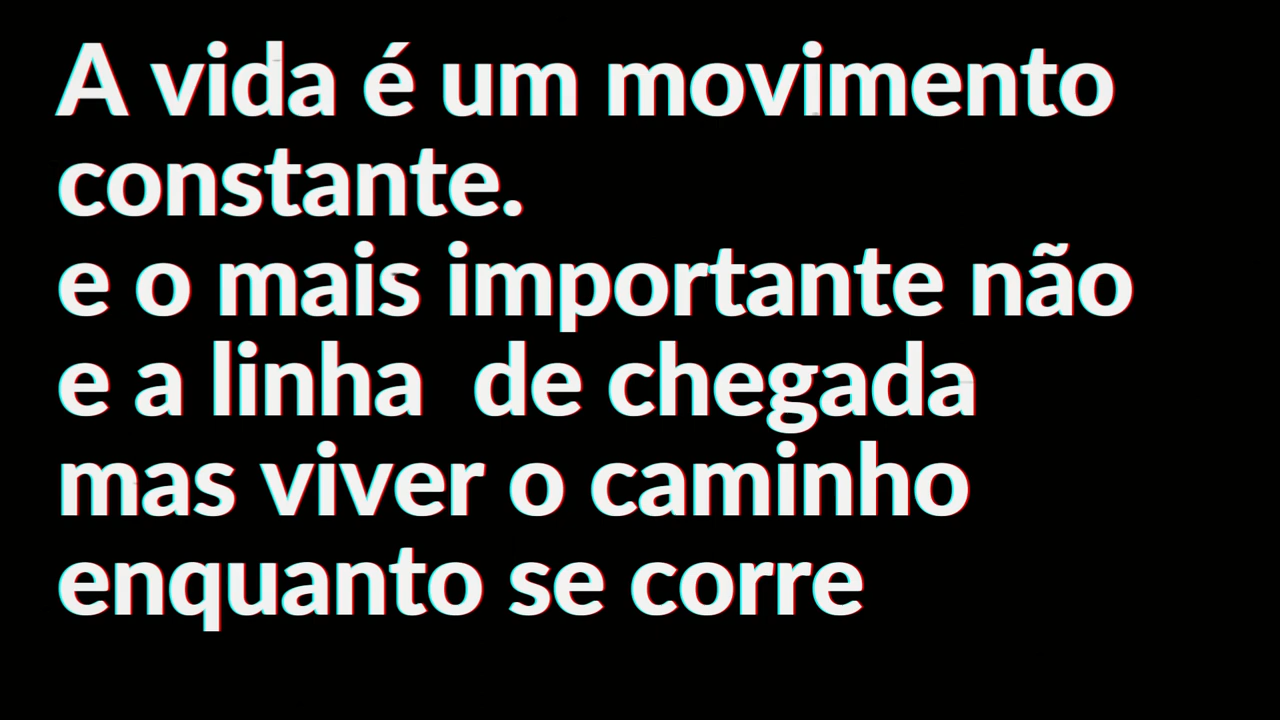 A vida é um movimento
constante.
e o mais importante não
e a linha  de chegada
mas viver o caminho
enquanto se corre